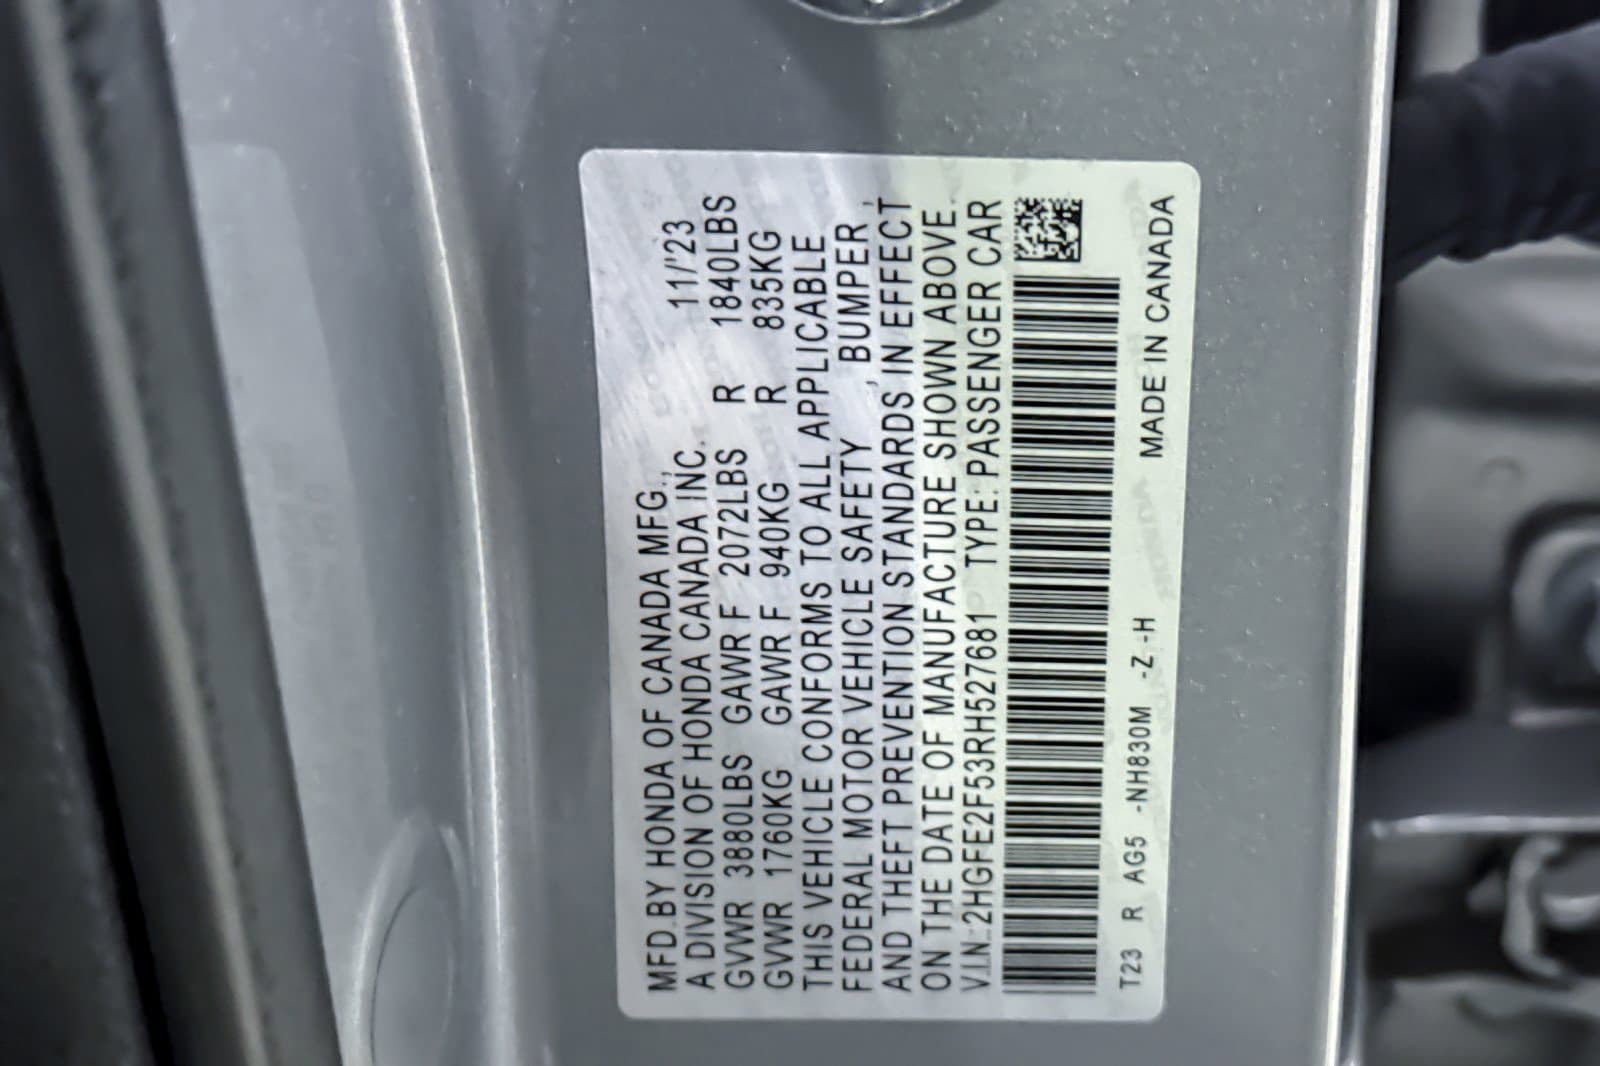 MFD.BY HONDA OF CANADA MFG.,
A DIVISION OF HONDA CANADA INC. 11/'23
GVWR 3880LBS GAWR F 2072LBS R 1840LBS
GVWR 1760KG GAWR F 940KG R 835KG
THIS VEHICLE CONFORMS TO ALL APPLICABLE
FEDERAL MOTOR VEHICLE SAFETY, BUMPER,
AND THEFT PREVENTION STANDARDS IN EFFECT
ON THE DATE OF MANUFACTURE SHOWN ABOVE.
V.I.N.:2HGFE2F53RH527681 TYPE: PASSENGER CAR
T23 R AG5 -NH830M -Z -H MADE IN CANADA